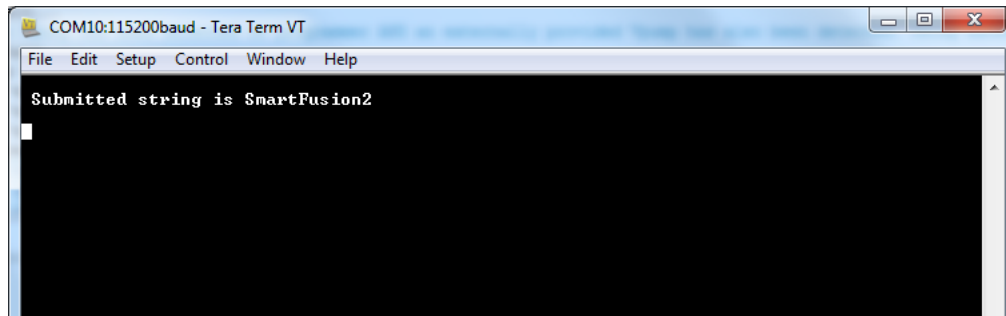 COM10:115200baud - Tera Term VT
File Edit Setup Control Window Help
Submitted string is SmartFusion2